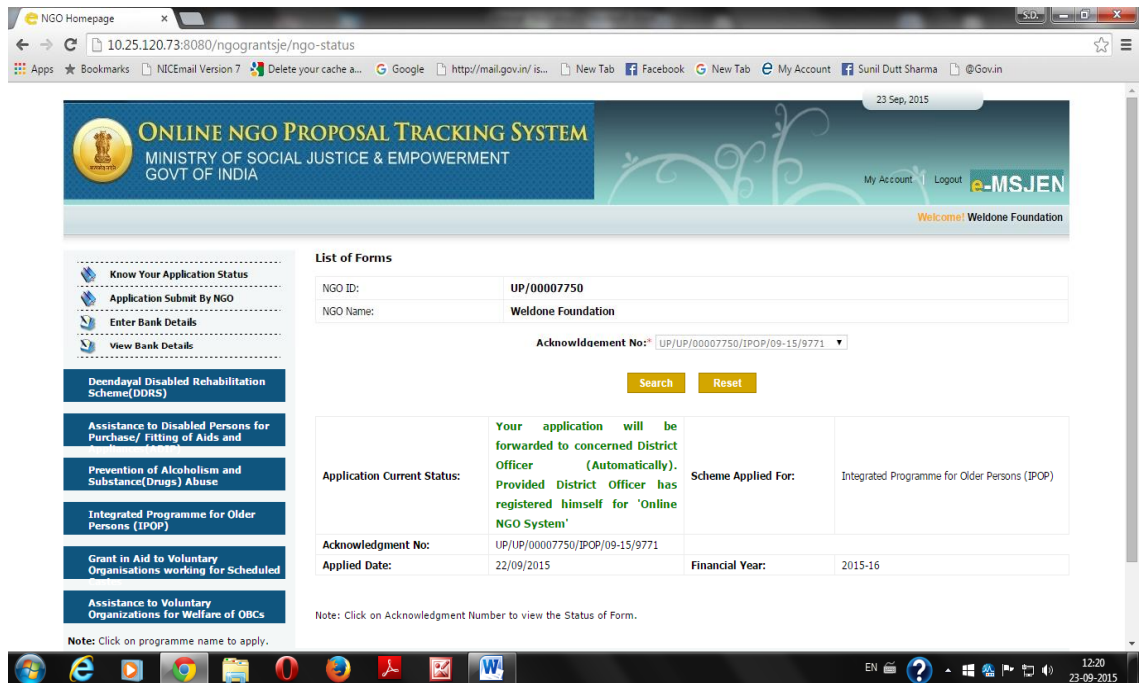 NGO Homepage
S.D.
10.25.120.73:8080/ngograntsje/ngo-status
Apps Bookmarks NICEmail Version 7 Delete your cache a... Google http://mail.gov.in/ is... New Tab Facebook New Tab My Account Sunil Dutt Sharma @Gov.in
23 Sep, 2015
ONLINE NGO PROPOSAL TRACKING SYSTEM
MINISTRY OF SOCIAL JUSTICE & EMPOWERMENT
GOVT OF INDIA
My Account | Logout e-MSJEN
Welcome! Weldone Foundation
Know Your Application Status
Application Submit By NGO
Enter Bank Details
View Bank Details
Deendayal Disabled Rehabilitation
Scheme(DDRS)
Assistance to Disabled Persons for
Purchase/ Fitting of Aids and
Prevention of Alcoholism and
Substance(Drugs) Abuse
Integrated Programme for Older
Persons (IPOP)
Grant in Aid to Voluntary
Organisations working for Scheduled
Assistance to Voluntary
Organizations for Welfare of OBCs
Note: Click on programme name to apply.
List of Forms
NGO ID: UP/00007750
NGO Name: Weldone Foundation
Acknowldgement No:* UP/UP/00007750/IPOP/09-15/9771
Search Reset
Application Current Status:
Your application will be
forwarded to concerned District
Officer (Automatically).
Provided District Officer has
registered himself for 'Online
NGO System'
Scheme Applied For: Integrated Programme for Older Persons (IPOP)
Acknowledgment No: UP/UP/00007750/IPOP/09-15/9771
Applied Date: 22/09/2015 Financial Year: 2015-16
Note: Click on Acknowledgment Number to view the Status of Form.
EN 12:20
23-09-2015